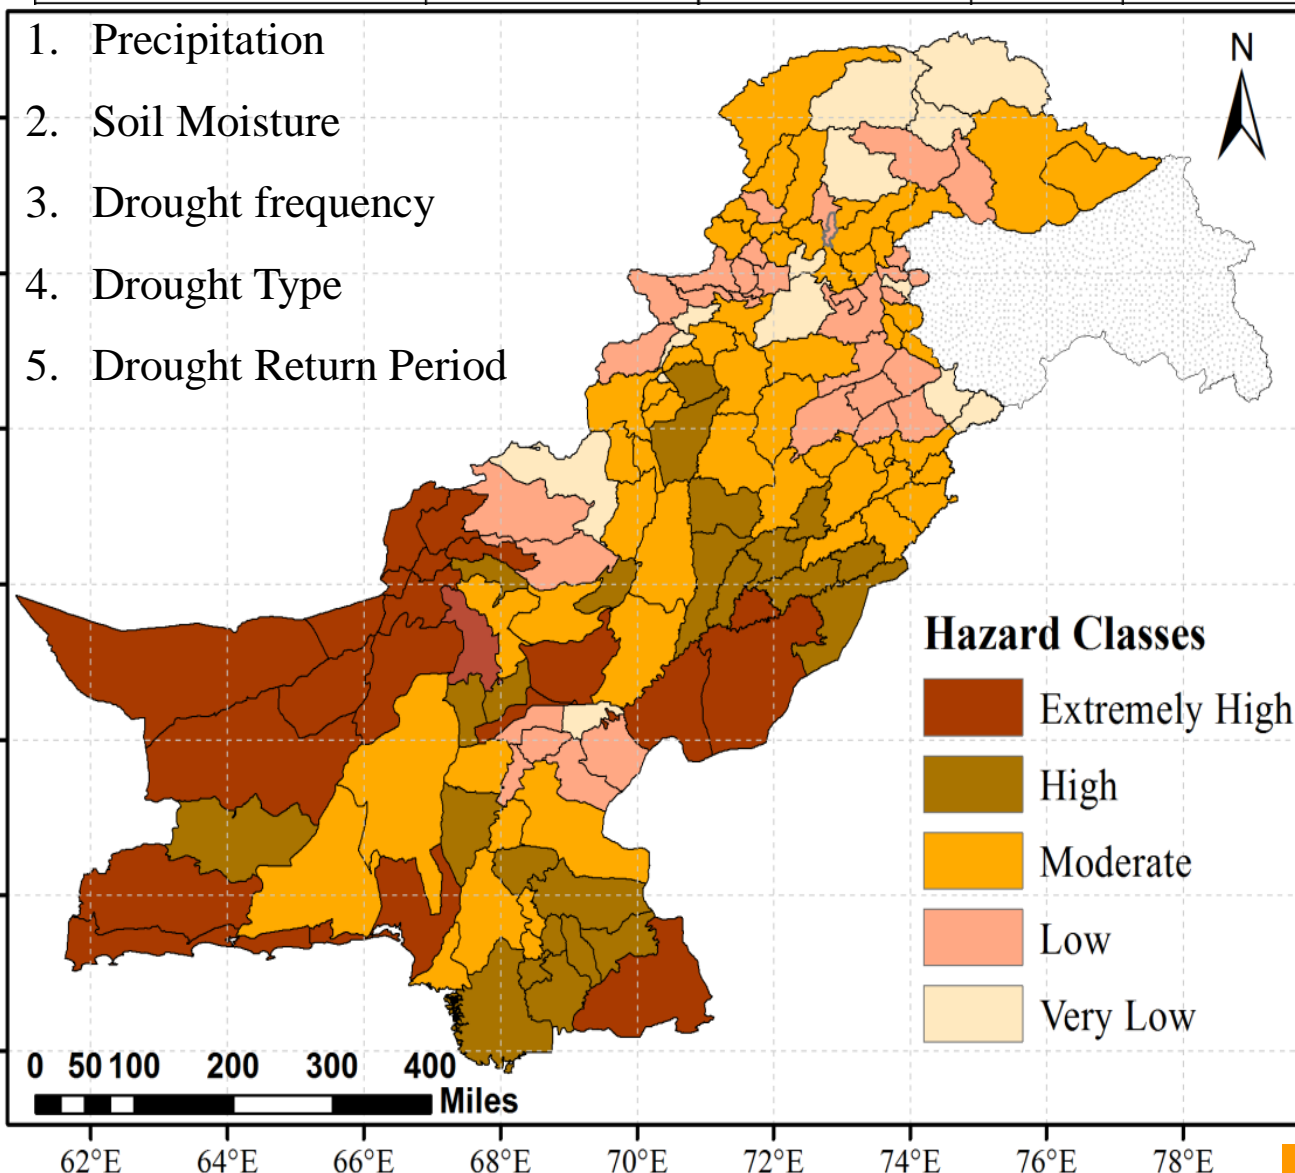 1. Precipitation
2. Soil Moisture
3. Drought frequency
4. Drought Type
5. Drought Return Period
N
Hazard Classes
Extremely High
High
Moderate
Low
Very Low
0 50 100 200 300 400
Miles
62°E 64°E 66°E 68°E 70°E 72°E 74°E 76°E 78°E